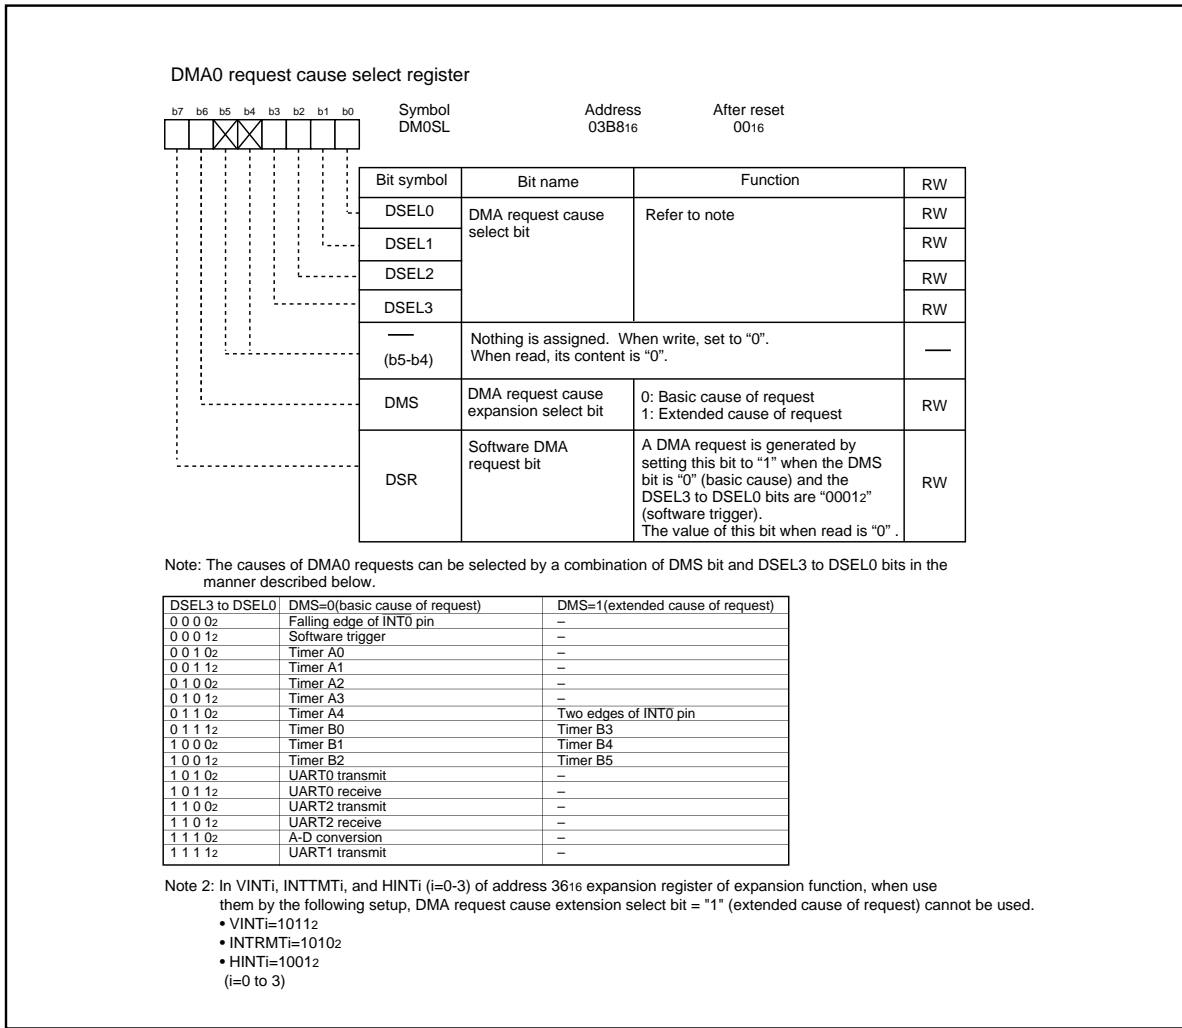 DMA0 request cause select register
b7 b6 b5 b4 b3 b2 b1 b0
Symbol Address After reset
DM0SL 03B816 0016
Bit symbol Bit name Function RW
DSEL0 DMA request cause select bit Refer to note RW
DSEL1 RW
DSEL2 RW
DSEL3 RW
— (b5-b4) Nothing is assigned. When write, set to “0”. —
When read, its content is “0”.
DMS DMA request cause expansion select bit 0: Basic cause of request RW
1: Extended cause of request
DSR Software DMA request bit A DMA request is generated by RW
setting this bit to “1” when the DMS
bit is “0” (basic cause) and the
DSEL3 to DSEL0 bits are “00012”
(software trigger).
The value of this bit when read is “0” .
Note: The causes of DMA0 requests can be selected by a combination of DMS bit and DSEL3 to DSEL0 bits in the
manner described below.
DSEL3 to DSEL0 DMS=0(basic cause of request) DMS=1(extended cause of request)
0 0 0 02 Falling edge of INT0 pin –
0 0 0 12 Software trigger –
0 0 1 02 Timer A0 –
0 0 1 12 Timer A1 –
0 1 0 02 Timer A2 –
0 1 0 12 Timer A3 –
0 1 1 02 Timer A4 Two edges of INT0 pin
0 1 1 12 Timer B0 Timer B3
1 0 0 02 Timer B1 Timer B4
1 0 0 12 Timer B2 Timer B5
1 0 1 02 UART0 transmit –
1 0 1 12 UART0 receive –
1 1 0 02 UART2 transmit –
1 1 0 12 UART2 receive –
1 1 1 02 A-D conversion –
1 1 1 12 UART1 transmit –
Note 2: In VINTi, INTTMTi, and HINTi (i=0-3) of address 3616 expansion register of expansion function, when use
them by the following setup, DMA request cause extension select bit = "1" (extended cause of request) cannot be used.
• VINTi=10112
• INTRMTi=10102
• HINTi=10012
(i=0 to 3)